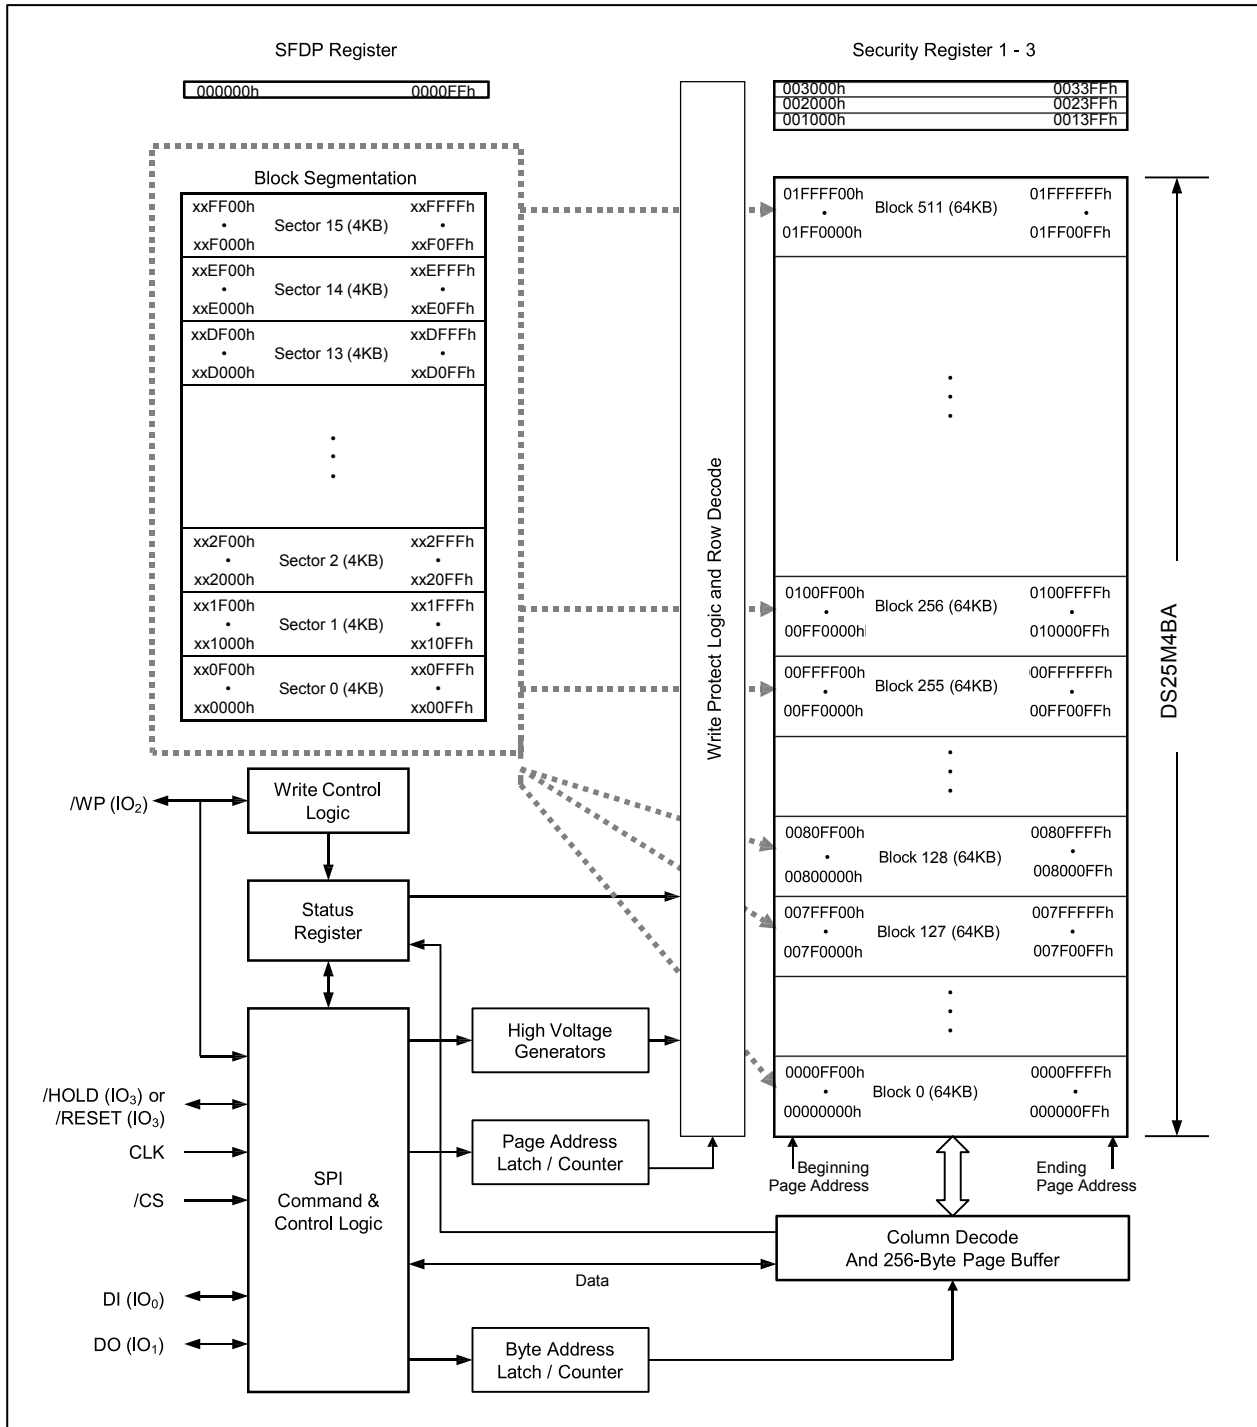 SFDP Register
000000h 0000FFh
Security Register 1 - 3
003000h 0033FFh
002000h 0023FFh
001000h 0013FFh
Block Segmentation
xxFF00h xxFFFFh
Sector 15 (4KB)
xxF000h xxF0FFh
xxEF00h xxEFFFh
Sector 14 (4KB)
xxE000h xxE0FFh
xxDF00h xxDFFFh
Sector 13 (4KB)
xxD000h xxD0FFh
xx2F00h xx2FFFh
Sector 2 (4KB)
xx2000h xx20FFh
xx1F00h xx1FFFh
Sector 1 (4KB)
xx1000h xx10FFh
xx0F00h xx0FFFh
Sector 0 (4KB)
xx0000h xx00FFh
Write Protect Logic and Row Decode
01FFFF00h 01FFFFFFh
Block 511 (64KB)
01FF0000h 01FF00FFh
0100FF00h 0100FFFFh
Block 256 (64KB)
00FF0000h 010000FFh
00FFFF00h 00FFFFFFh
Block 255 (64KB)
00FF0000h 00FF00FFh
0080FF00h 0080FFFFh
Block 128 (64KB)
00800000h 008000FFh
007FFF00h 007FFFFFh
Block 127 (64KB)
007F0000h 007F00FFh
0000FF00h 0000FFFFh
Block 0 (64KB)
00000000h 000000FFh
DS25M4BA
Beginning
Page Address
Ending
Page Address
/WP (IO2)
Write Control
Logic
Status
Register
High Voltage
Generators
/HOLD (IO3) or
/RESET (IO3)
CLK
/CS
DI (IO0)
DO (IO1)
SPI
Command &
Control Logic
Page Address
Latch / Counter
Column Decode
And 256-Byte Page Buffer
Data
Byte Address
Latch / Counter